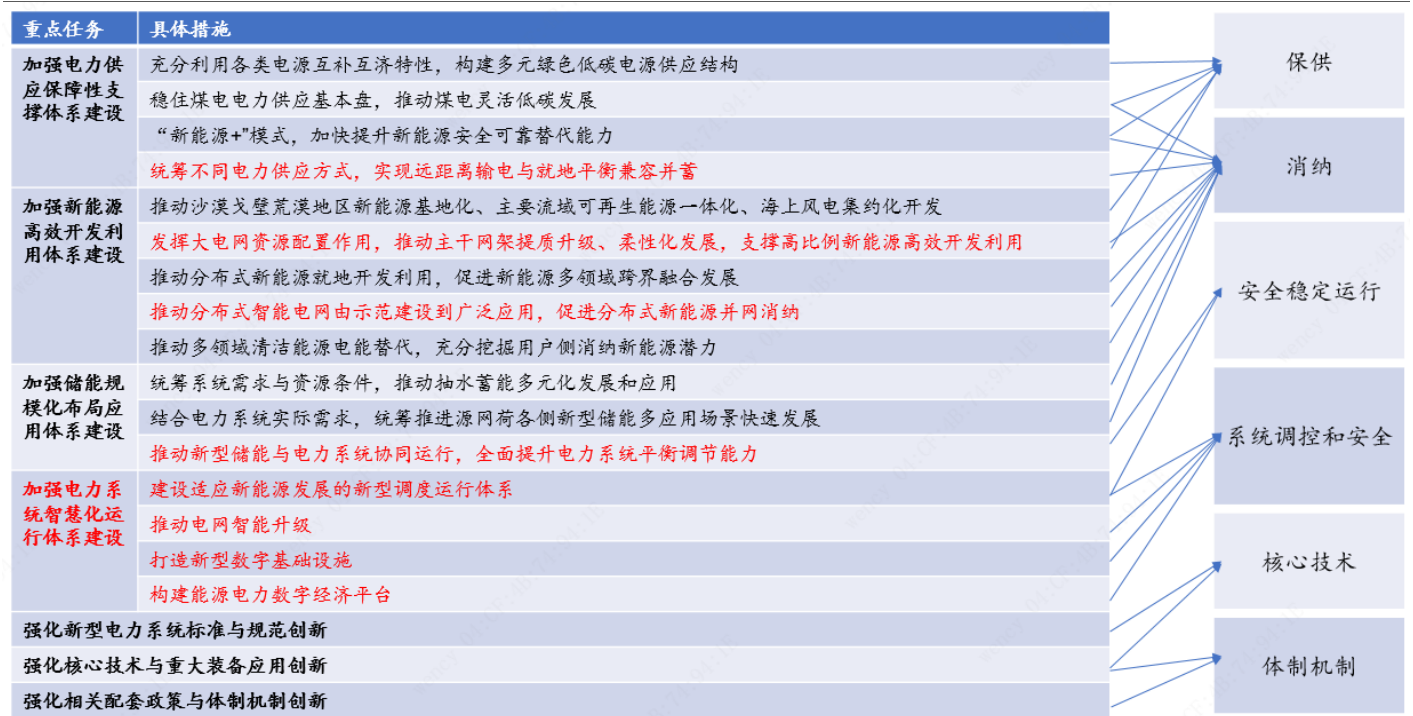 重点任务 具体措施
加强电力供
应保障性支
撑体系建设
充分利用各类电源互补互济特性，构建多元绿色低碳电源供应结构
稳住煤电电力供应基本盘，推动煤电灵活低碳发展
“新能源+”模式，加快提升新能源安全可靠替代能力
统筹不同电力供应方式，实现远距离输电与就地平衡兼容并蓄
加强新能源
高效开发利
用体系建设
推动沙漠戈壁荒漠地区新能源基地化、主要流域可再生能源一体化、海上风电集约化开发
发挥大电网资源配置作用，推动主干网架提质升级、柔性化发展，支撑高比例新能源高效开发利用
推动分布式新能源就地开发利用，促进新能源多领域跨界融合发展
推动分布式智能电网由示范建设到广泛应用，促进分布式新能源并网消纳
推动多领域清洁能源电能替代，充分挖掘用户侧消纳新能源潜力
加强储能规
模化布局应
用体系建设
统筹系统需求与资源条件，推动抽水蓄能多元化发展和应用
结合电力系统实际需求，统筹推进源网荷各侧新型储能多应用场景快速发展
推动新型储能与电力系统协同运行，全面提升电力系统平衡调节能力
加强电力系
统智慧化运
行体系建设
建设适应新能源发展的新型调度运行体系
推动电网智能升级
打造新型数字基础设施
构建能源电力数字经济平台
强化新型电力系统标准与规范创新
强化核心技术与重大装备应用创新
强化相关配套政策与体制机制创新
保供
消纳
安全稳定运行
系统调控和安全
核心技术
体制机制